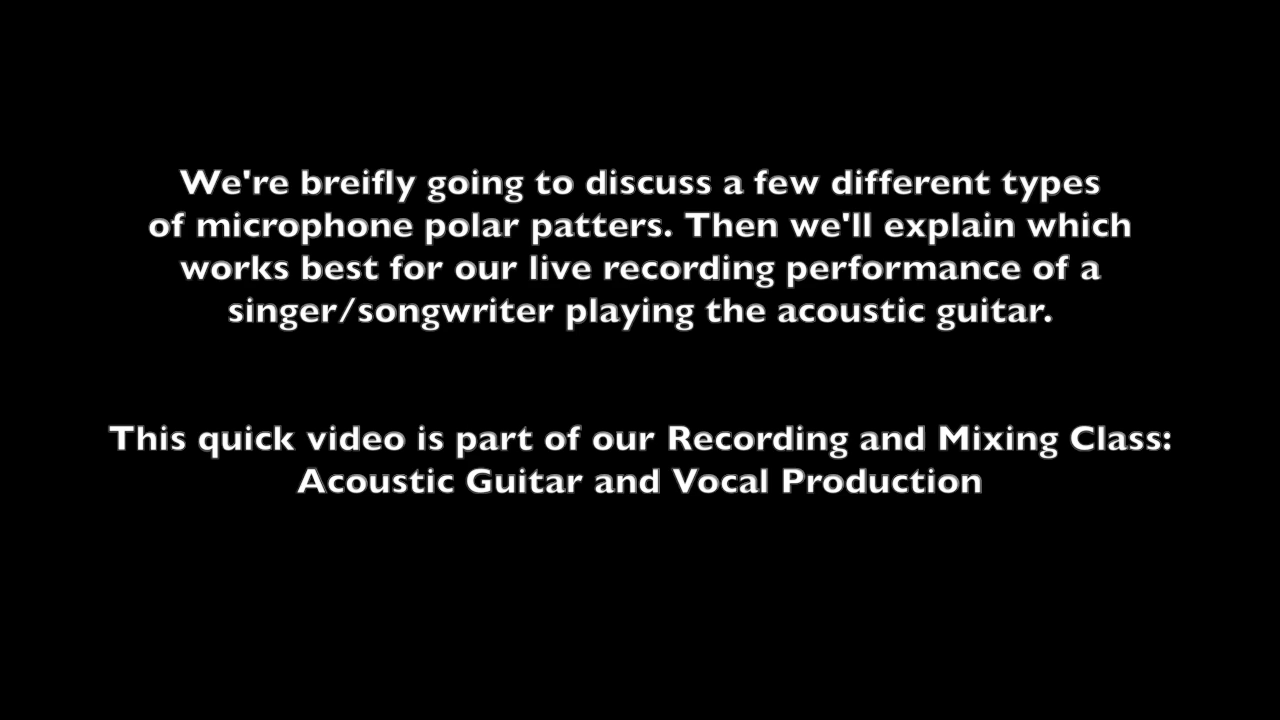 We're breifly going to discuss a few different types
of microphone polar patters. Then we'll explain which
works best for our live recording performance of a
singer/songwriter playing the acoustic guitar.
This quick video is part of our Recording and Mixing Class:
Acoustic Guitar and Vocal Production